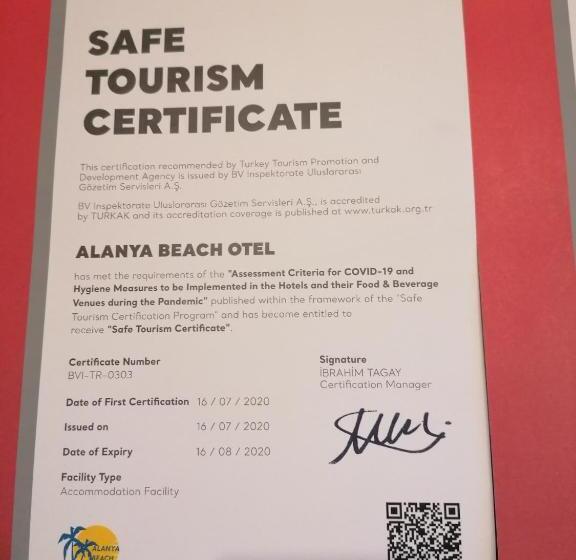 SAFE
TOURISM
CERTIFICATE
This certification recommended by Turkey Tourism Promotion and
Development Agency is issued by BV Inspektorate Uluslararası
Gözetim Servisleri A.Ş.
BV Inspektorate Uluslararası Gözetim Servisleri A.Ş., is accredited
by TURKAK and its accreditation coverage is published at www.turkak.org.tr
ALANYA BEACH OTEL
has met the requirements of the "Assessment Criteria for COVID-19 and
Hygiene Measures to be Implemented in the Hotels and their Food & Beverage
Venues during the Pandemic" published within the framework of the "Safe
Tourism Certification Program" and has become entitled to
receive "Safe Tourism Certificate".
Certificate Number
BVI-TR-0303
Signature
İBRAHİM TAGAY
Certification Manager
Date of First Certification 16 / 07 / 2020
Issued on 16 / 07 / 2020
Date of Expiry 16 / 08 / 2020
Facility Type
Accommodation Facility
ALANYA
BEACH